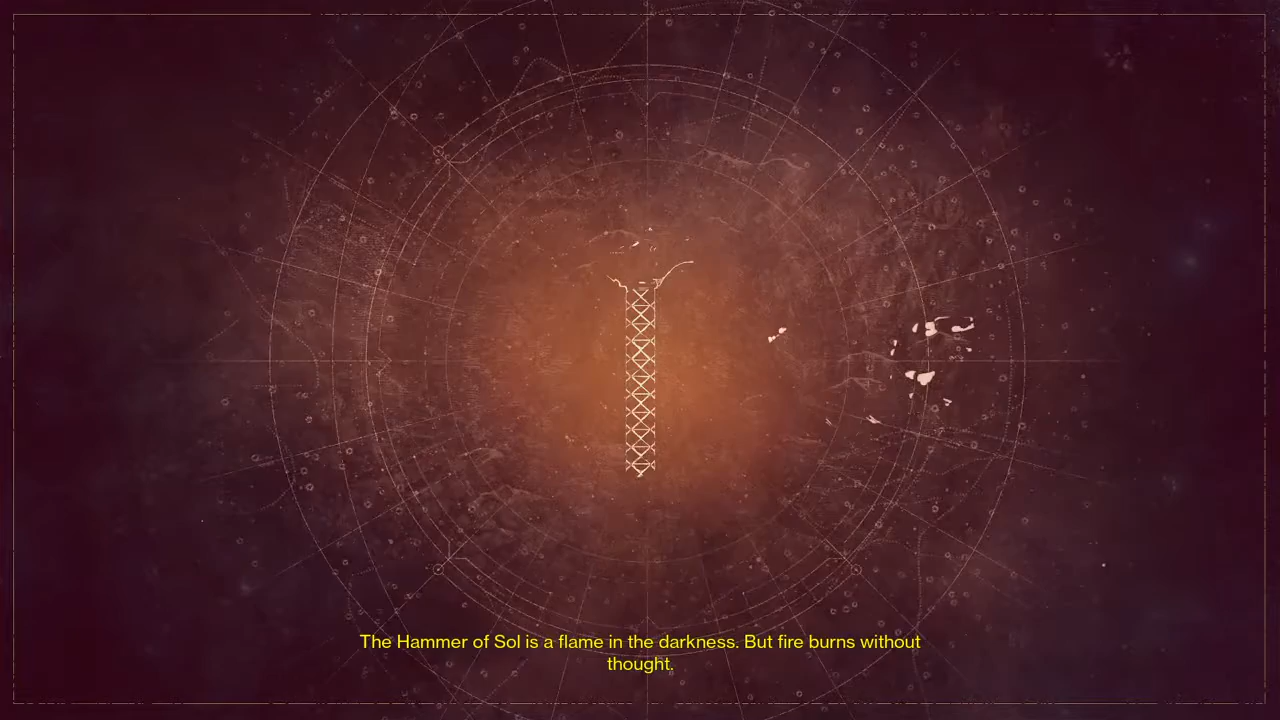 The Hammer of Sol is a flame in the darkness. But fire burns without
thought.